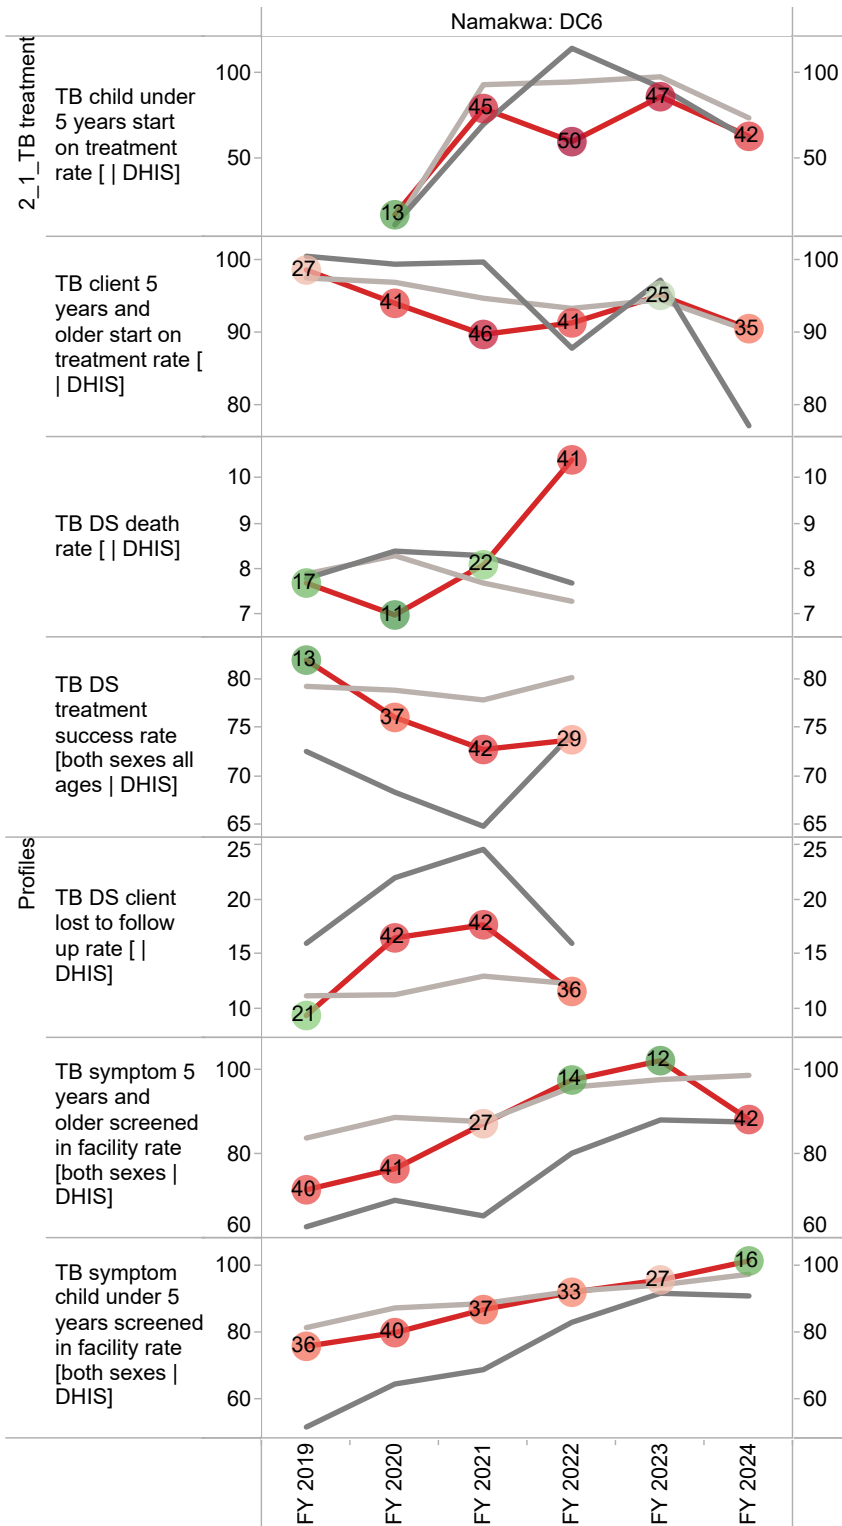 Namakwa: DC6
2_1_TB treatment
TB child under
5 years start
on treatment
rate [ | DHIS]
100
50
13
45
50
47
42
100
50
TB client 5
years and
older start on
treatment rate [
| DHIS]
100
90
80
27
41
46
41
25
35
100
90
80
TB DS death
rate [ | DHIS]
10
9
8
7
17
11
22
41
10
9
8
7
TB DS
treatment
success rate
[both sexes all
ages | DHIS]
80
75
70
65
13
37
42
29
80
75
70
65
Profiles
TB DS client
lost to follow
up rate [ |
DHIS]
25
20
15
10
21
42
42
36
25
20
15
10
TB symptom 5
years and
older screened
in facility rate
[both sexes |
DHIS]
100
80
60
40
41
27
14
12
42
100
80
60
TB symptom
child under 5
years screened
in facility rate
[both sexes |
DHIS]
100
80
60
36
40
37
33
27
16
100
80
60
FY 2019
FY 2020
FY 2021
FY 2022
FY 2023
FY 2024